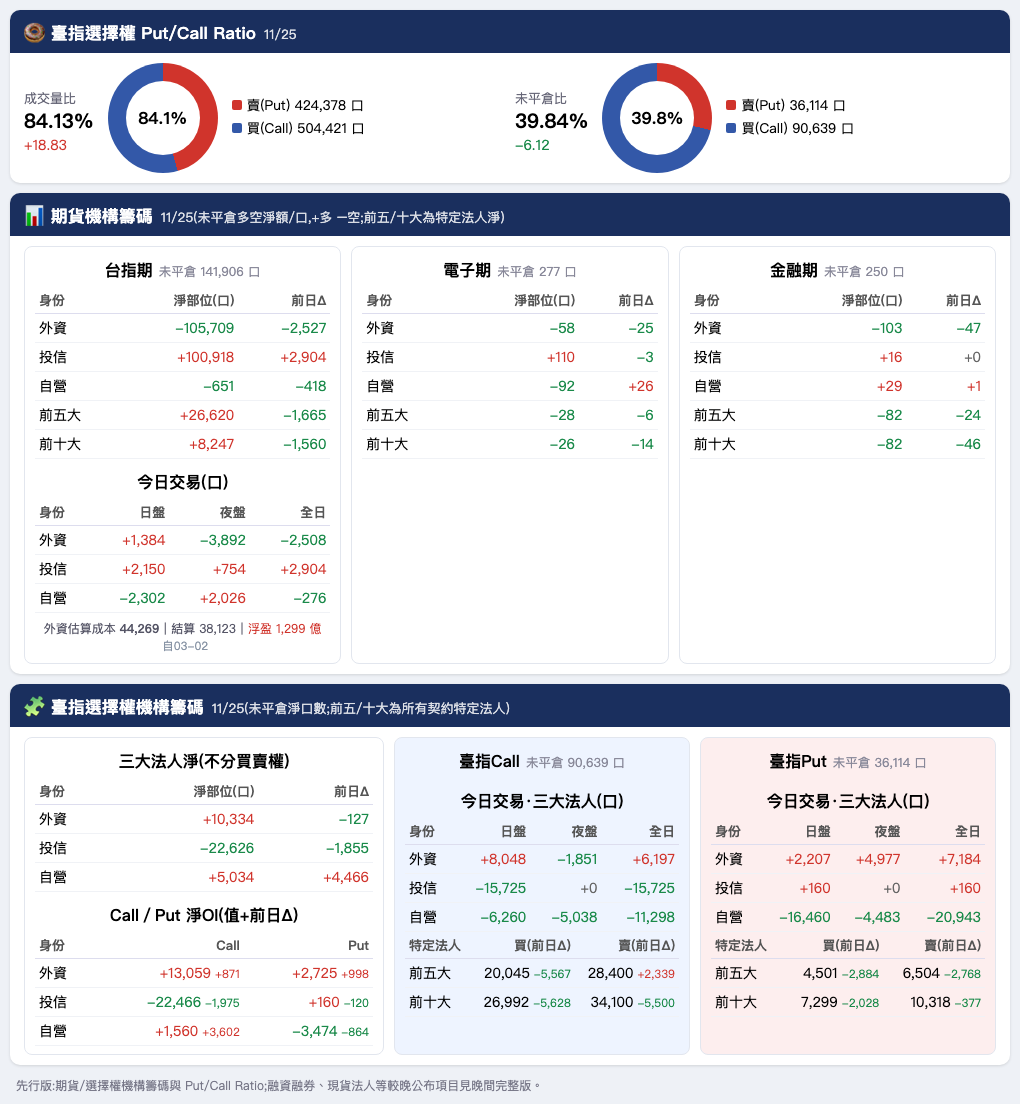 臺指選擇權 Put/Call Ratio 11/25
成交量比
84.13%
+18.83
84.1%
賣(Put) 424,378 口
買(Call) 504,421 口
未平倉比
39.84%
−6.12
39.8%
賣(Put) 36,114 口
買(Call) 90,639 口
期貨機構籌碼 11/25(未平倉多空淨額/口,+多 −空;前五/十大為特定法人淨)
台指期 未平倉 141,906 口
身份 淨部位(口) 前日Δ
外資 −105,709 −2,527
投信 +100,918 +2,904
自營 −651 −418
前五大 +26,620 −1,665
前十大 +8,247 −1,560
今日交易(口)
身份 日盤 夜盤 全日
外資 +1,384 −3,892 −2,508
投信 +2,150 +754 +2,904
自營 −2,302 +2,026 −276
外資估算成本 44,269｜結算 38,123｜浮盈 1,299 億
自03−02
電子期 未平倉 277 口
身份 淨部位(口) 前日Δ
外資 −58 −25
投信 +110 −3
自營 −92 +26
前五大 −28 −6
前十大 −26 −14
金融期 未平倉 250 口
身份 淨部位(口) 前日Δ
外資 −103 −47
投信 +16 +0
自營 +29 +1
前五大 −82 −24
前十大 −82 −46
臺指選擇權機構籌碼 11/25(未平倉淨口數;前五/十大為所有契約特定法人)
三大法人淨(不分買賣權)
身份 淨部位(口) 前日Δ
外資 +10,334 −127
投信 −22,626 −1,855
自營 +5,034 +4,466
Call / Put 淨OI(值+前日Δ)
身份 Call Put
外資 +13,059 +871 +2,725 +998
投信 −22,466 −1,975 +160 −120
自營 +1,560 +3,602 −3,474 −864
臺指Call 未平倉 90,639 口
今日交易·三大法人(口)
身份 日盤 夜盤 全日
外資 +8,048 −1,851 +6,197
投信 −15,725 +0 −15,725
自營 −6,260 −5,038 −11,298
特定法人 買(前日Δ) 賣(前日Δ)
前五大 20,045 −5,567 28,400 +2,339
前十大 26,992 −5,628 34,100 −5,500
臺指Put 未平倉 36,114 口
今日交易·三大法人(口)
身份 日盤 夜盤 全日
外資 +2,207 +4,977 +7,184
投信 +160 +0 +160
自營 −16,460 −4,483 −20,943
特定法人 買(前日Δ) 賣(前日Δ)
前五大 4,501 −2,884 6,504 −2,768
前十大 7,299 −2,028 10,318 −377
先行版:期貨/選擇權機構籌碼與 Put/Call Ratio;融資融券、現貨法人等較晚公布項目見晚間完整版。